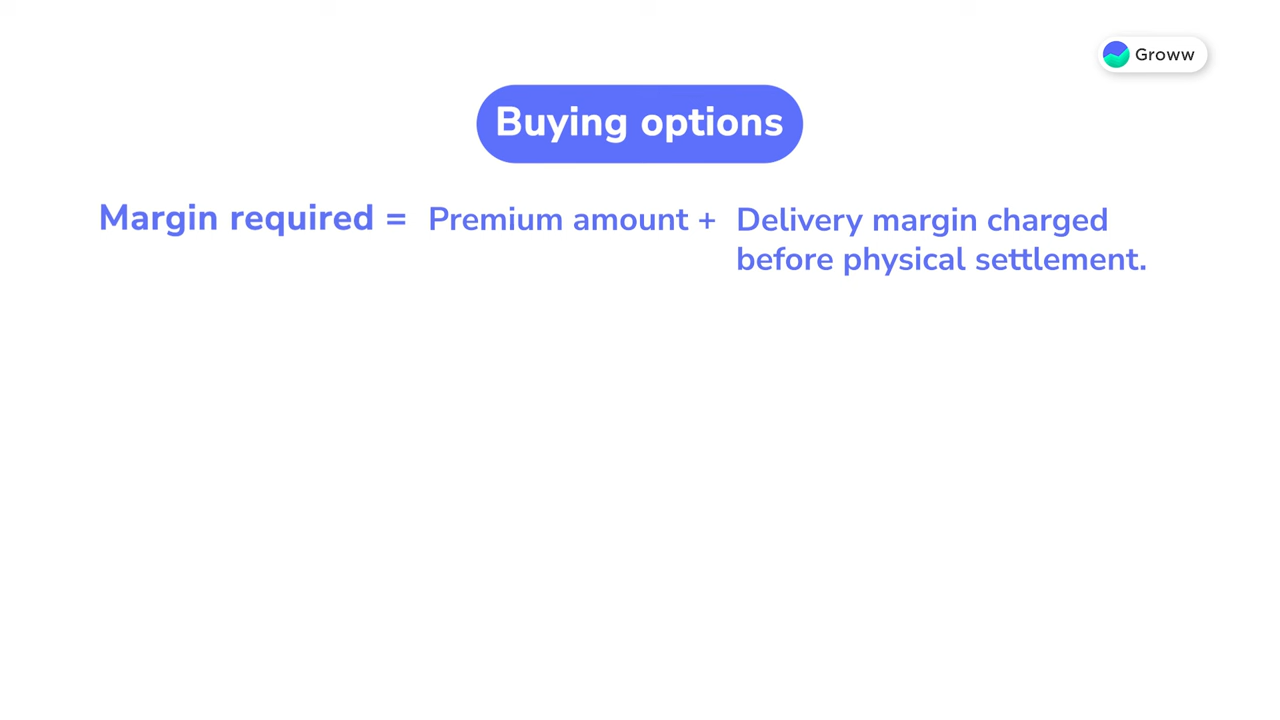 Groww
Buying options
Margin required = Premium amount + Delivery margin charged
before physical settlement.